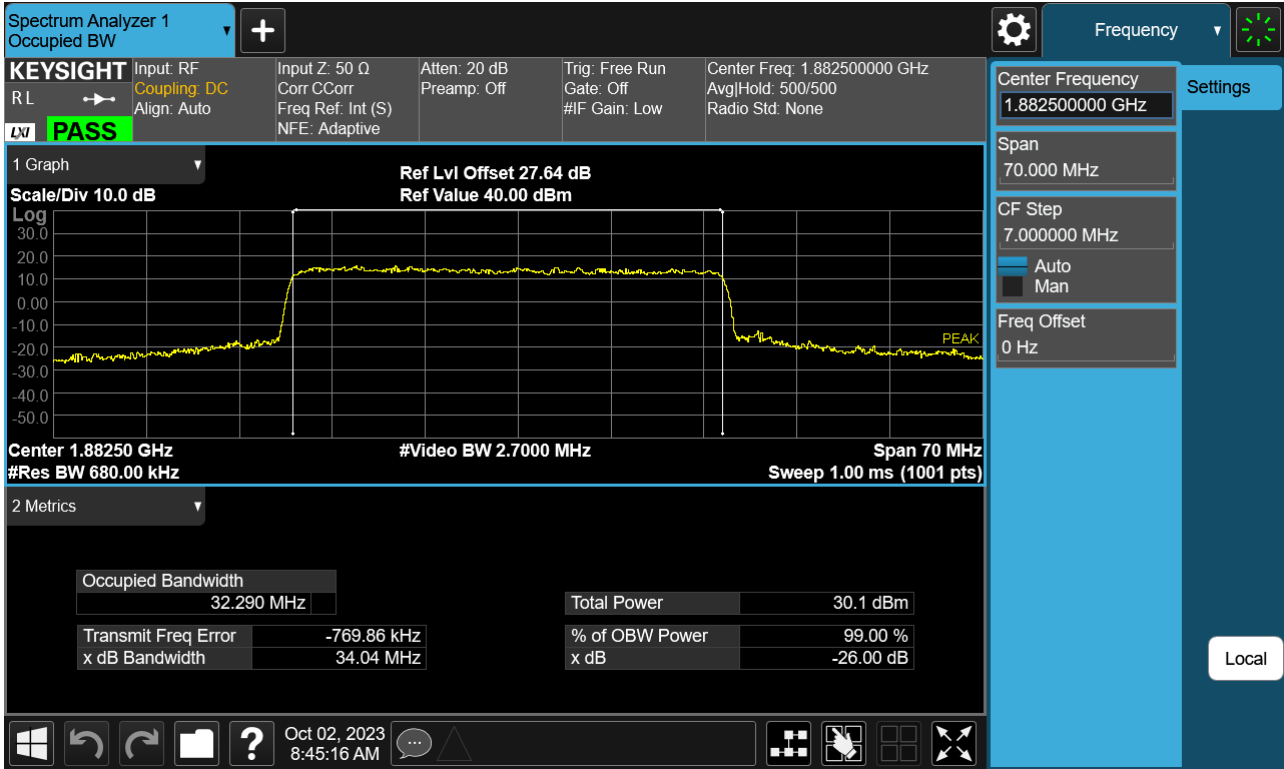 Spectrum Analyzer 1
Occupied BW
▼
+
Frequency
▼
KEYSIGHT
R L
LXI
PASS
Input: RF
Coupling: DC
Align: Auto
Input Z: 50 Ω
Corr CCorr
Freq Ref: Int (S)
NFE: Adaptive
Atten: 20 dB
Preamp: Off
Trig: Free Run
Gate: Off
#IF Gain: Low
Center Freq: 1.882500000 GHz
Avg|Hold: 500/500
Radio Std: None
Center Frequency
1.882500000 GHz
Settings
Span
70.000 MHz
CF Step
7.000000 MHz
Auto
Man
Freq Offset
0 Hz
Local
1 Graph ▼
Scale/Div 10.0 dB
Ref Lvl Offset 27.64 dB
Ref Value 40.00 dBm
Log
30.0
20.0
10.0
0.00
-10.0
-20.0
-30.0
-40.0
-50.0
PEAK
Center 1.88250 GHz #Video BW 2.7000 MHz Span 70 MHz
#Res BW 680.00 kHz Sweep 1.00 ms (1001 pts)
2 Metrics ▼
Occupied Bandwidth
32.290 MHz
Transmit Freq Error -769.86 kHz
x dB Bandwidth 34.04 MHz
Total Power 30.1 dBm
% of OBW Power 99.00 %
x dB -26.00 dB
?
Oct 02, 2023
8:45:16 AM